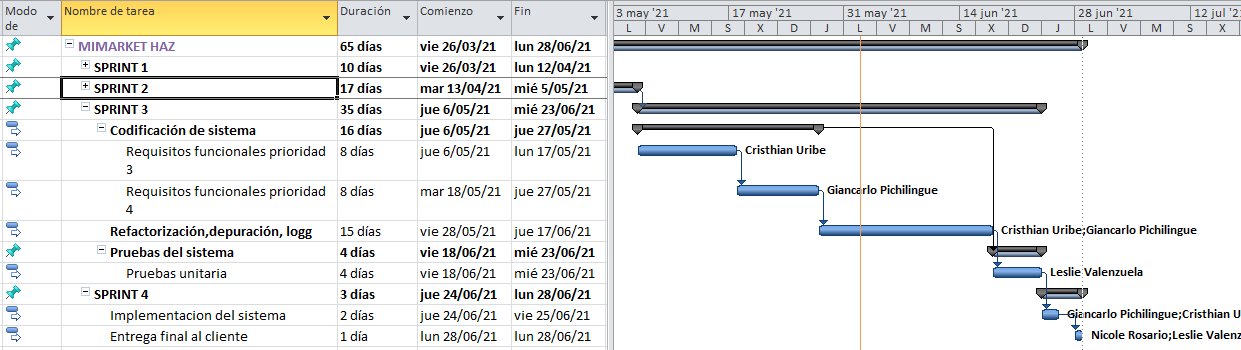 Modo de Nombre de tarea Duración Comienzo Fin 3 may '21 17 may '21 31 may '21 14 jun '21 28 jun '21 12 jul '21
L V M D J L V M D J L V M D J L V M X S X
MIMARKET HAZ 65 días vie 26/03/21 lun 28/06/21
SPRINT 1 10 días vie 26/03/21 lun 12/04/21
SPRINT 2 17 días mar 13/04/21 mié 5/05/21
SPRINT 3 35 días jue 6/05/21 mié 23/06/21
Codificación de sistema 16 días jue 6/05/21 jue 27/05/21
Requisitos funcionales prioridad 3 8 días jue 6/05/21 lun 17/05/21 Cristhian Uribe
Requisitos funcionales prioridad 4 8 días mar 18/05/21 jue 27/05/21 Giancarlo Pichilingue
Refactorización,depuración, logg 15 días vie 28/05/21 jue 17/06/21 Cristhian Uribe;Giancarlo Pichilingue
Pruebas del sistema 4 días vie 18/06/21 mié 23/06/21
Pruebas unitaria 4 días vie 18/06/21 mié 23/06/21 Leslie Valenzuela
SPRINT 4 3 días jue 24/06/21 lun 28/06/21
Implementacion del sistema 2 días jue 24/06/21 vie 25/06/21 Giancarlo Pichilingue;Cristhian U
Entrega final al cliente 1 día lun 28/06/21 lun 28/06/21 Nicole Rosario;Leslie Valenz